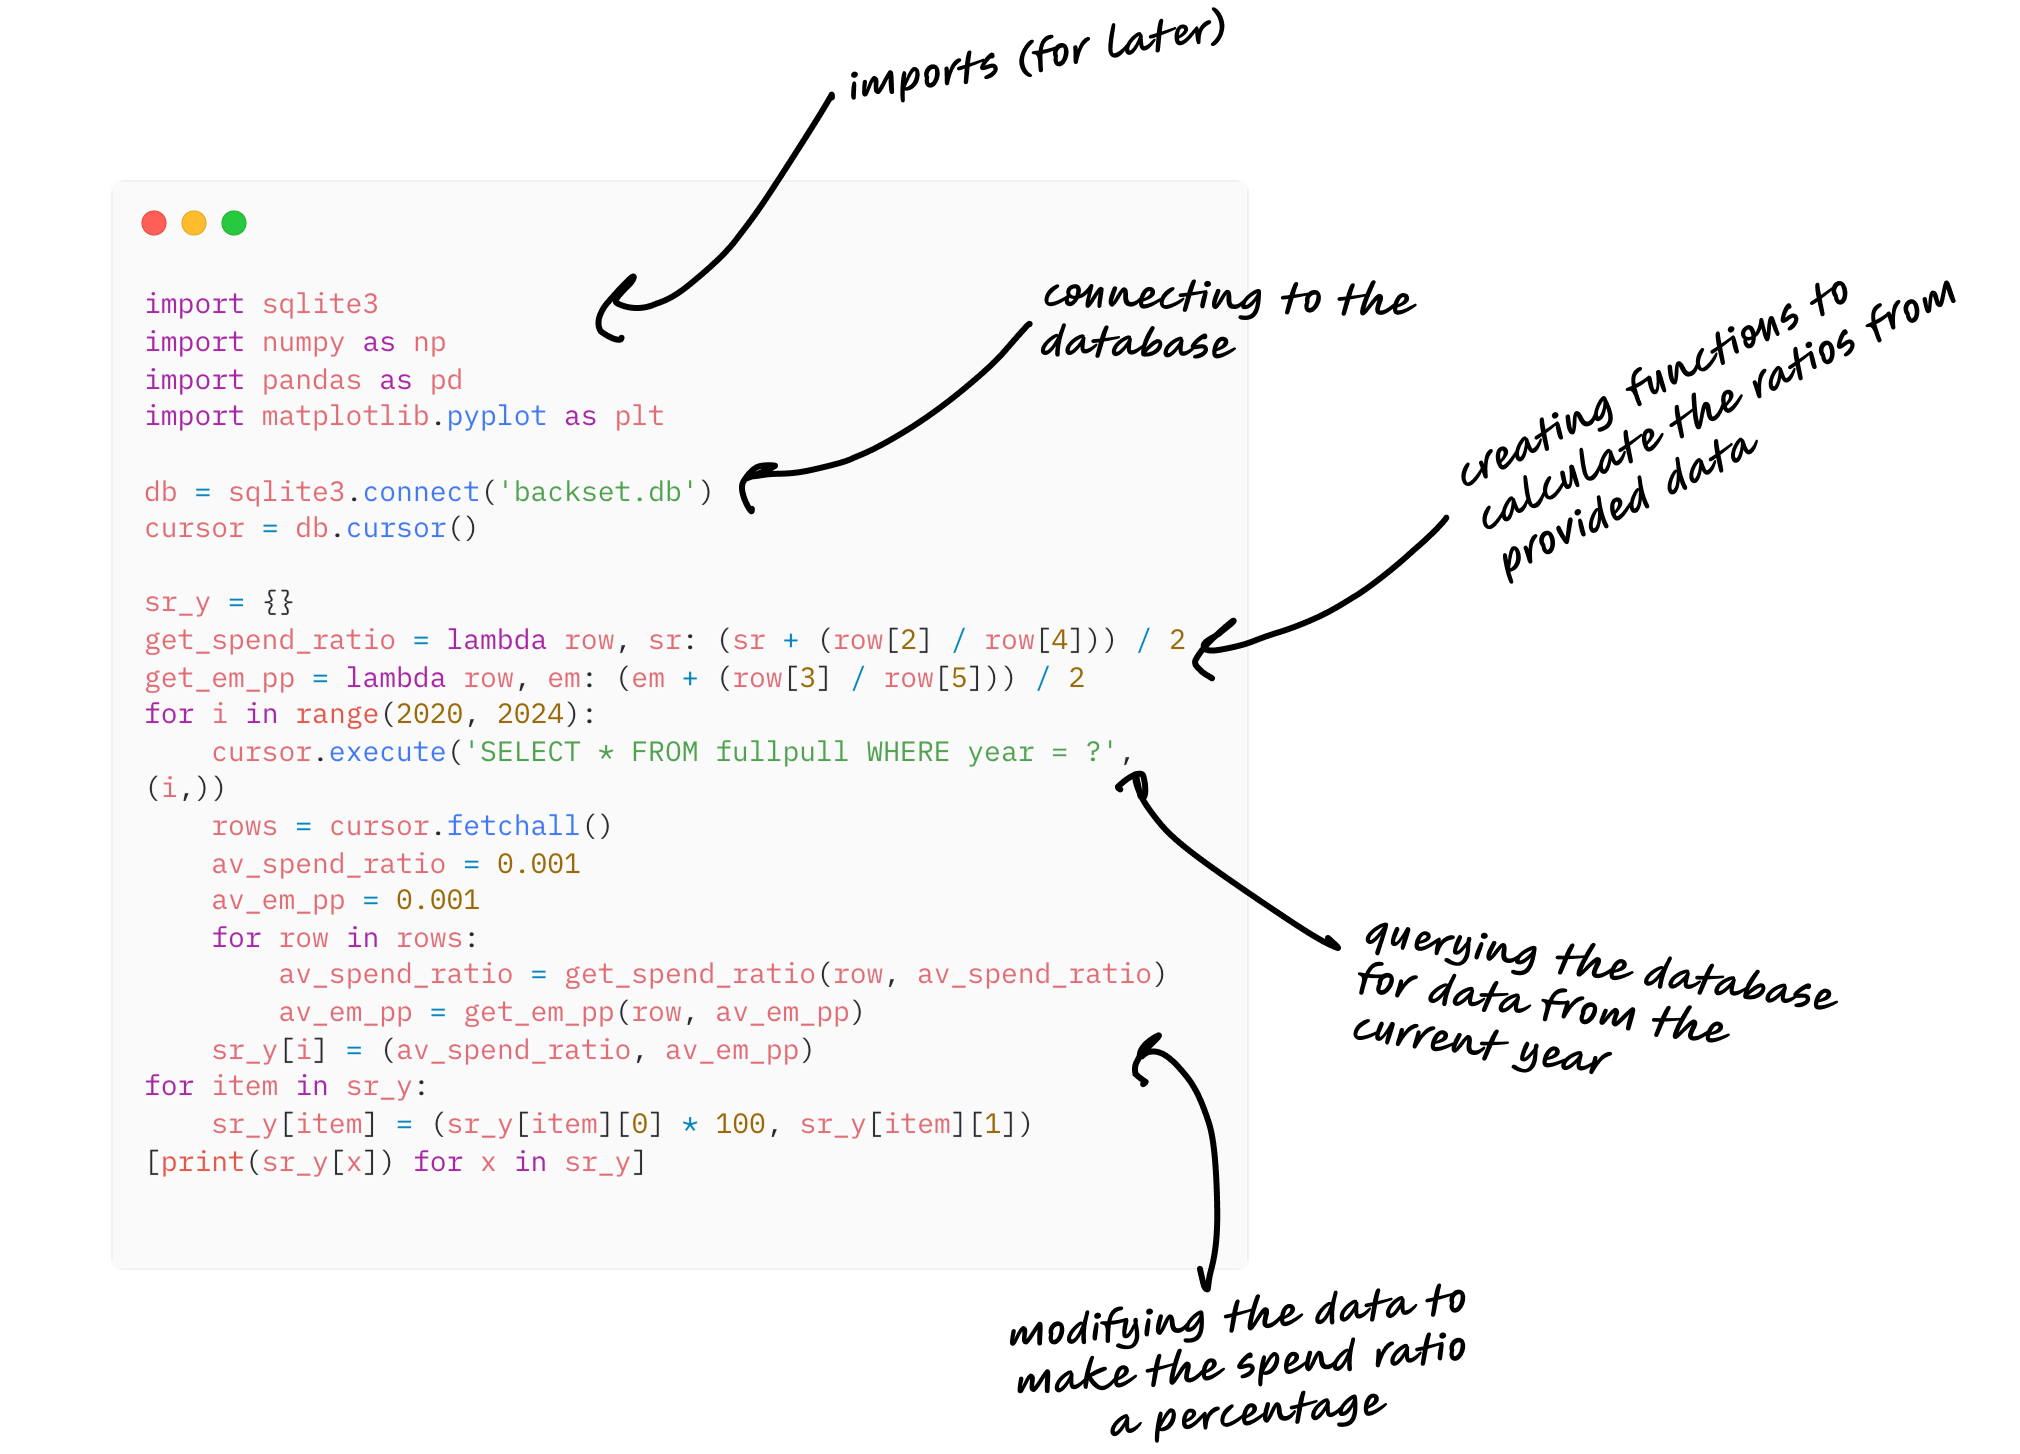 imports (for later)
import sqlite3
import numpy as np
import pandas as pd
import matplotlib.pyplot as plt
connecting to the
database
db = sqlite3.connect('backset.db')
cursor = db.cursor()
creating functions to
calculate the ratios from
provided data
sr_y = {}
get_spend_ratio = lambda row, sr: (sr + (row[2] / row[4])) / 2
get_em_pp = lambda row, em: (em + (row[3] / row[5])) / 2
for i in range(2020, 2024):
    cursor.execute('SELECT * FROM fullpull WHERE year = ?',
(i,))
    rows = cursor.fetchall()
    av_spend_ratio = 0.001
    av_em_pp = 0.001
    for row in rows:
        av_spend_ratio = get_spend_ratio(row, av_spend_ratio)
        av_em_pp = get_em_pp(row, av_em_pp)
    sr_y[i] = (av_spend_ratio, av_em_pp)
for item in sr_y:
    sr_y[item] = (sr_y[item][0] * 100, sr_y[item][1])
[print(sr_y[x]) for x in sr_y]
querying the database
for data from the
current year
modifying the data to
make the spend ratio
a percentage